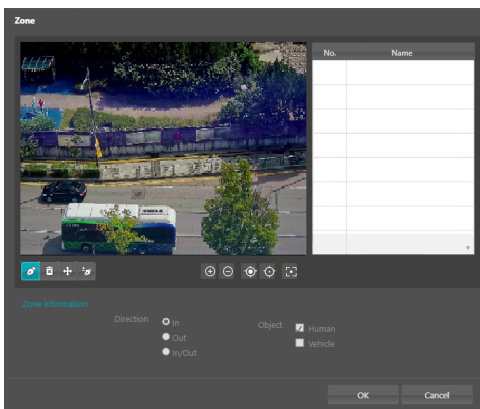 Zone
No. Name
Zone Information
Direction In Object Human
Out Vehicle
In/Out
OK Cancel